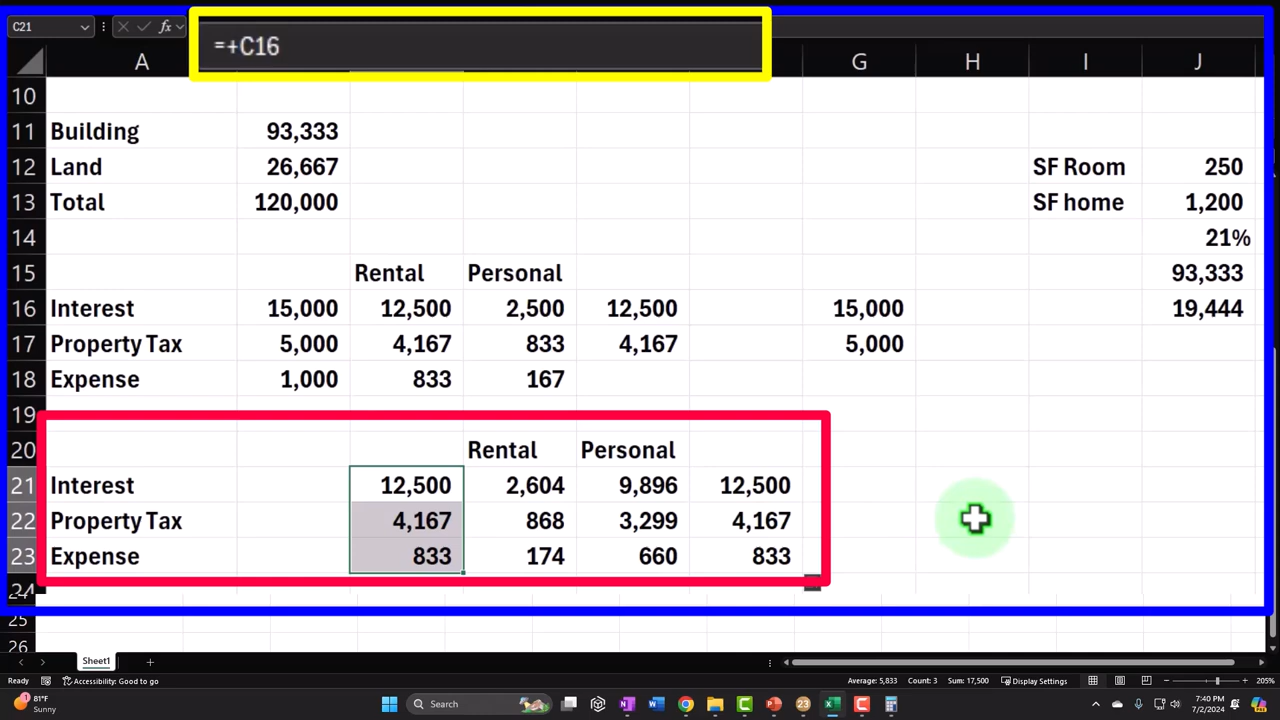 C21 fx =+C16
A G H I J
10
11 Building 93,333
12 Land 26,667 SF Room 250
13 Total 120,000 SF home 1,200
14 21%
15 Rental Personal 93,333
16 Interest 15,000 12,500 2,500 12,500 15,000 19,444
17 Property Tax 5,000 4,167 833 4,167 5,000
18 Expense 1,000 833 167
19
20 Rental Personal
21 Interest 12,500 2,604 9,896 12,500
22 Property Tax 4,167 868 3,299 4,167
23 Expense 833 174 660 833
24
25
26
Sheet1
Ready Accessibility: Good to go Average: 5,833 Count: 3 Sum: 17,500 Display Settings 205%
81°F
Sunny
Search
23
7:40 PM
7/2/2024